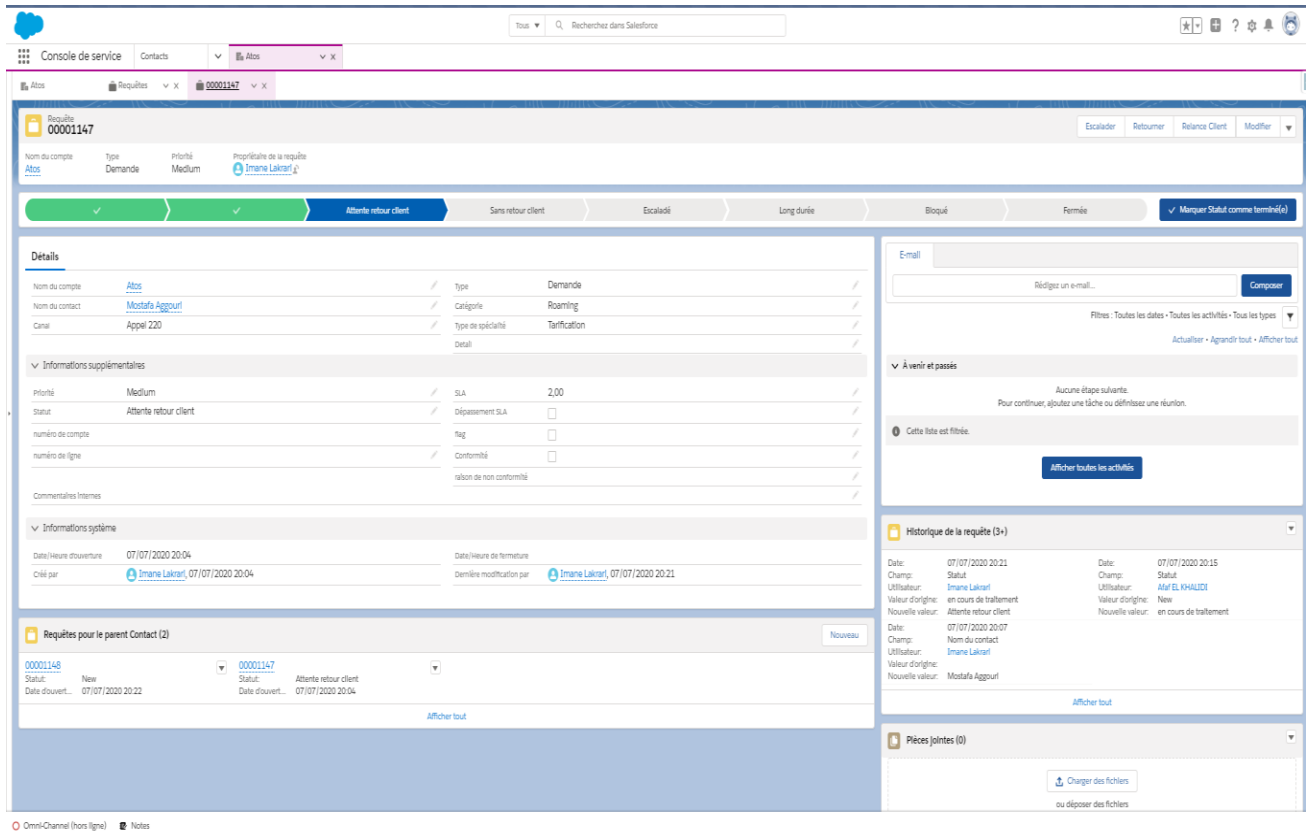 Tous Recherchez dans Salesforce
Console de service Contacts Atos
Atos Requêtes 00001147
Requête
00001147
Escalader Retourner Relance Client Modifier
Nom du compte Type Priorité Propriétaire de la requête
Atos Demande Medium Imane Lakrari
Attente retour client Sans retour client Escaladé Long durée Bloqué Fermée Marquer Statut comme terminé(e)
Détails
Nom du compte Atos Type Demande
Nom du contact Mostafa Aggouri Catégorie Roaming
Canal Appel 220 Type de spécialité Tarification
Detail
Informations supplémentaires
Priorité Medium SLA 2,00
Statut Attente retour client Dépassement SLA
numéro de compte flag
numéro de ligne Conformité
raison de non conformité
Commentaires Internes
Informations système
Date/Heure d'ouverture 07/07/2020 20:04 Date/Heure de fermeture
Créé par Imane Lakrari, 07/07/2020 20:04 Dernière modification par Imane Lakrari, 07/07/2020 20:21
Requêtes pour le parent Contact (2) Nouveau
00001148 00001147
Statut: New Statut: Attente retour client
Date d'ouvert... 07/07/2020 20:22 Date d'ouvert... 07/07/2020 20:04
Afficher tout
E-mail
Rédigez un e-mail... Composer
Filtres : Toutes les dates • Toutes les activités • Tous les types
Actualiser • Agrandir tout • Afficher tout
À venir et passés
Aucune étape suivante.
Pour continuer, ajoutez une tâche ou définissez une réunion.
Cette liste est filtrée.
Afficher toutes les activités
Historique de la requête (3+)
Date: 07/07/2020 20:21 Date: 07/07/2020 20:15
Champ: Statut Champ: Statut
Utilisateur: Imane Lakrari Utilisateur: Afaf EL KHALIDI
Valeur d'origine: en cours de traitement Valeur d'origine: New
Nouvelle valeur: Attente retour client Nouvelle valeur: en cours de traitement
Date: 07/07/2020 20:07
Champ: Nom du contact
Utilisateur: Imane Lakrari
Valeur d'origine:
Nouvelle valeur: Mostafa Aggouri
Afficher tout
Pièces jointes (0)
Charger des fichiers
ou déposer des fichiers
Omni-Channel (hors ligne) Notes